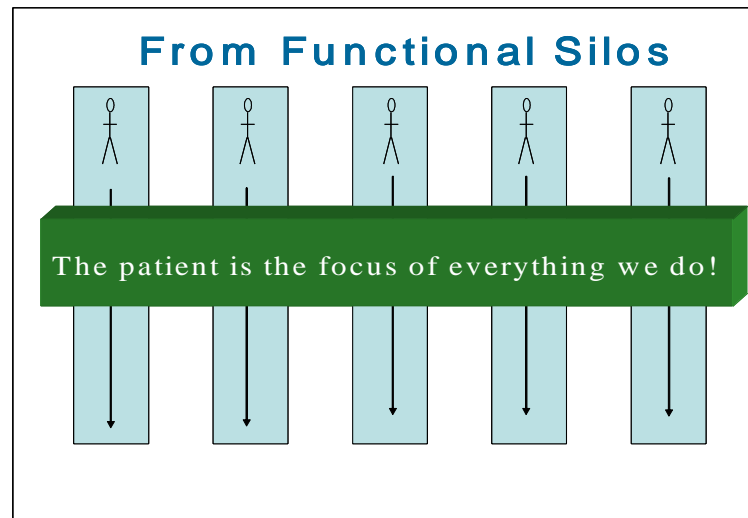 From Functional Silos
The patient is the focus of everything we do!